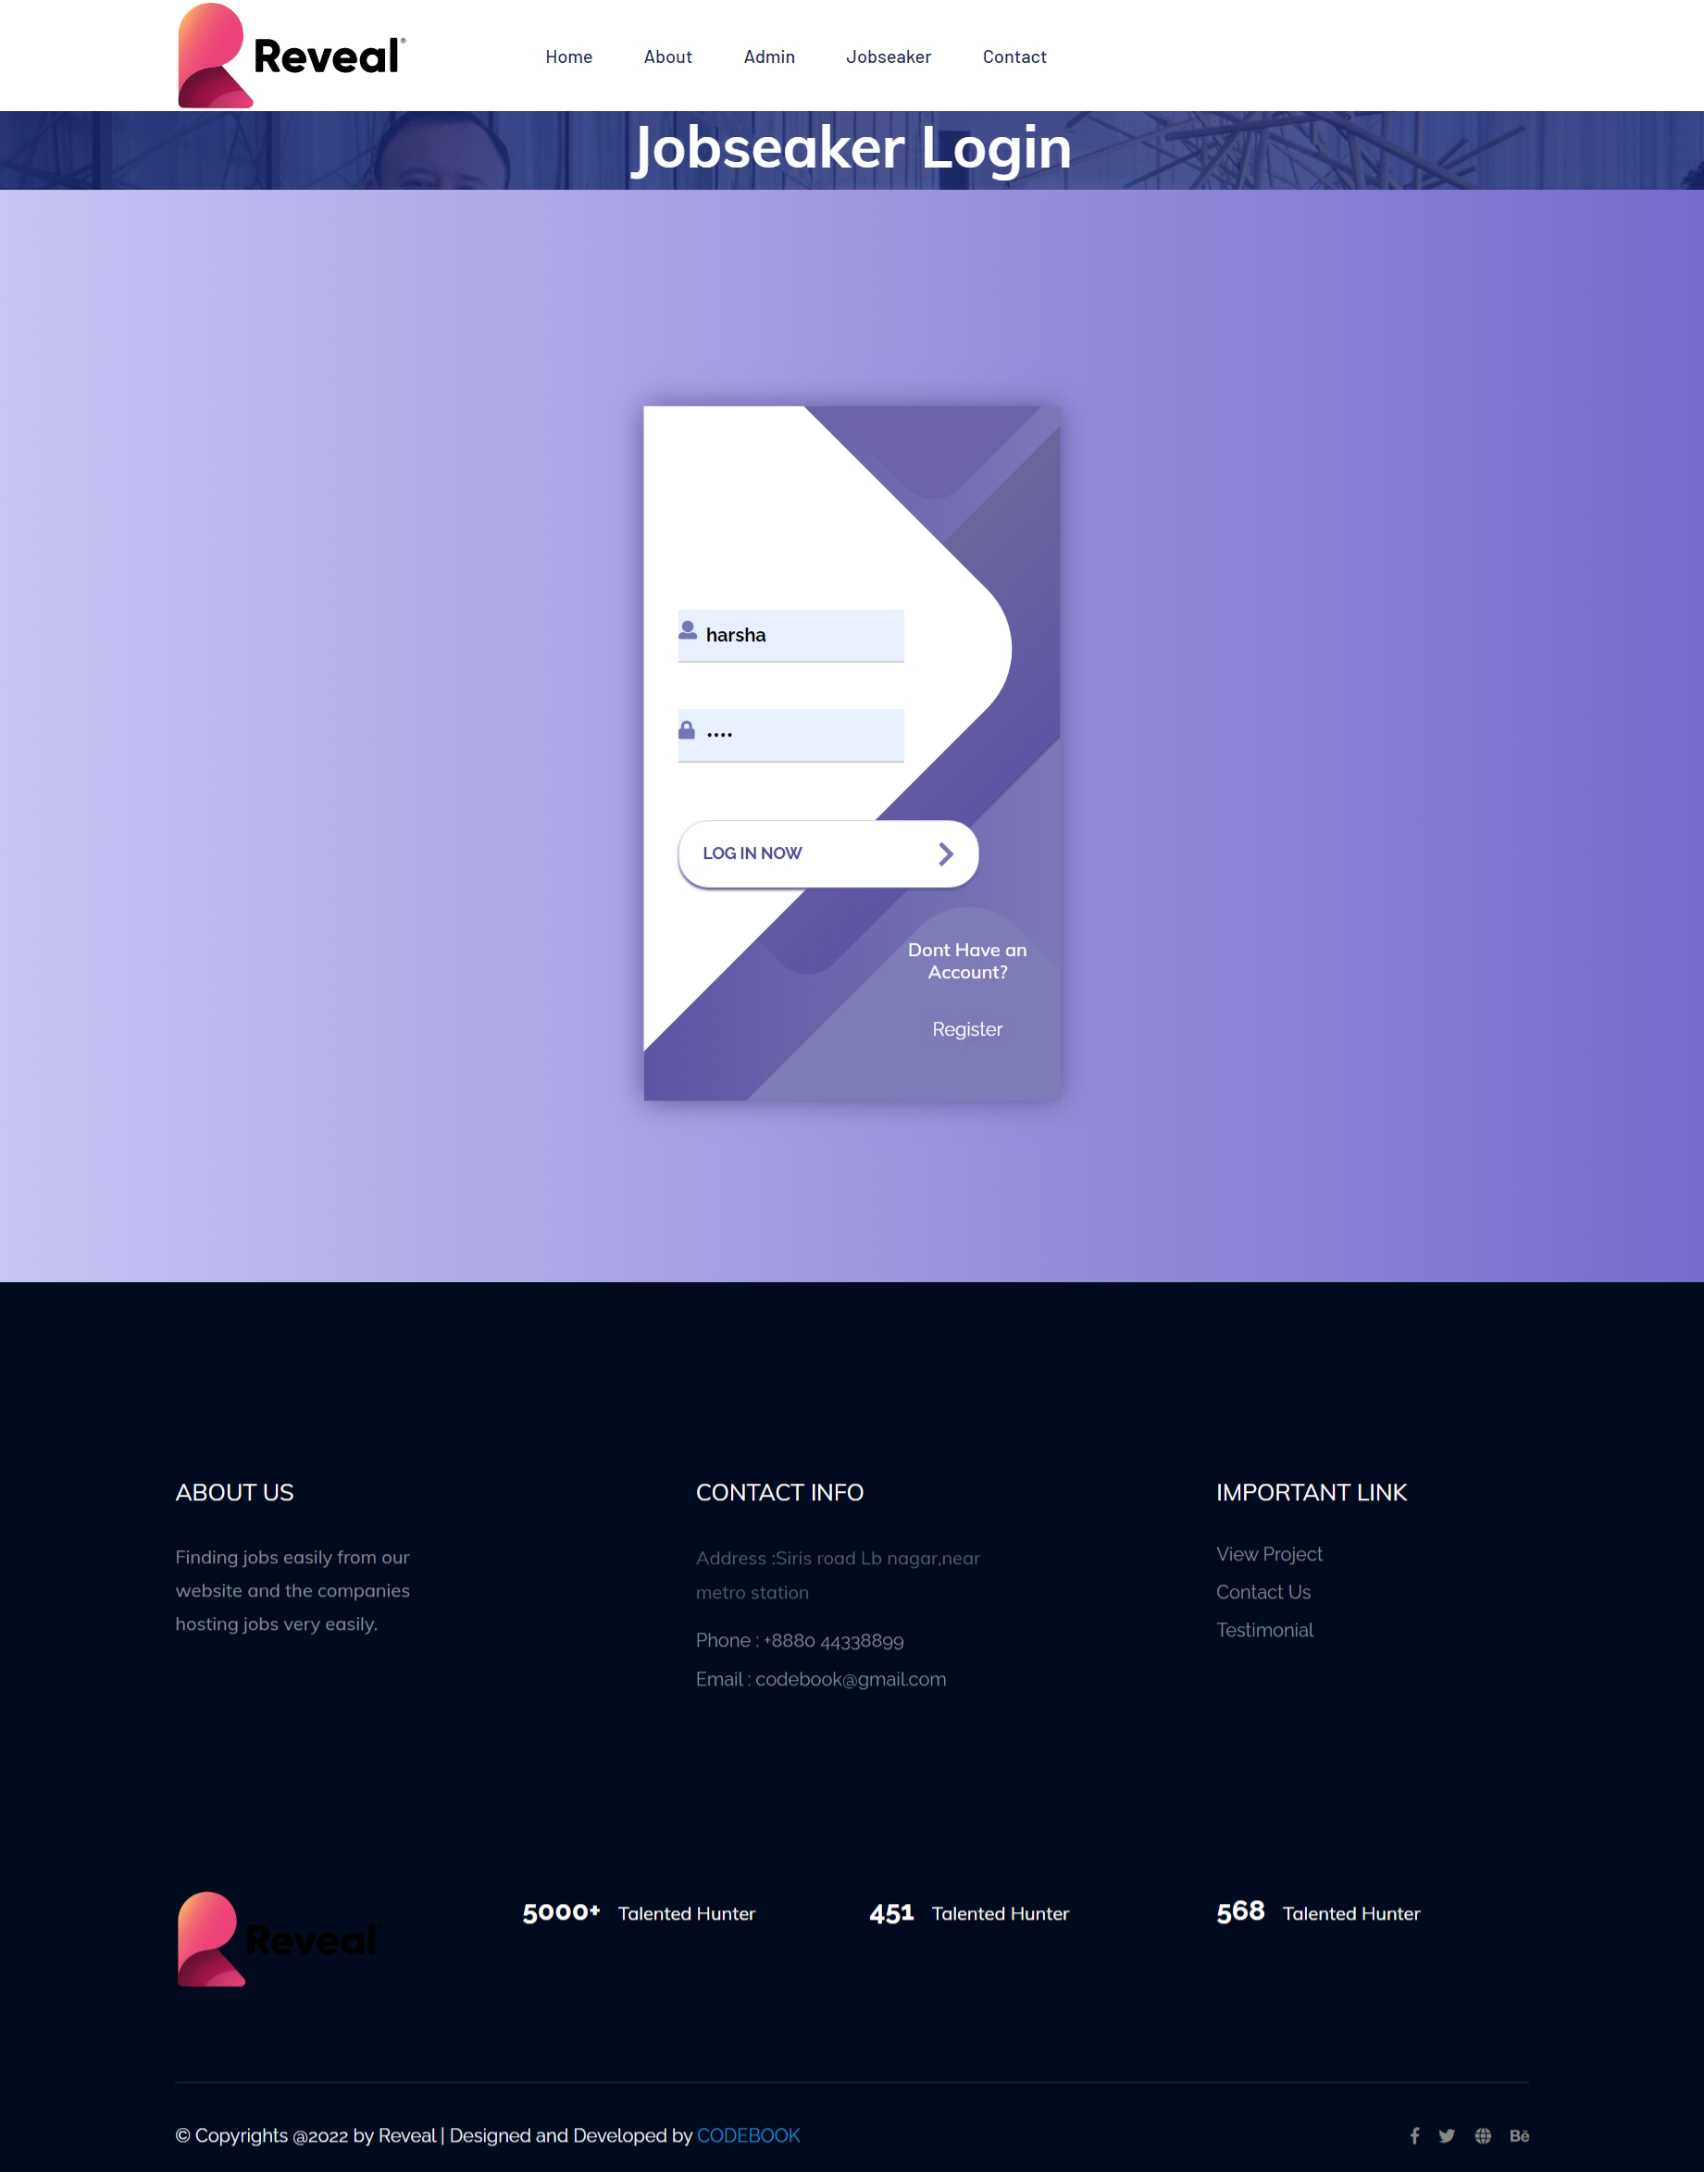 Reveal®
Home About Admin Jobseaker Contact
Jobseaker Login
harsha
••••
LOG IN NOW
Dont Have an
Account?
Register
ABOUT US
Finding jobs easily from our
website and the companies
hosting jobs very easily.
CONTACT INFO
Address :Siris road Lb nagar,near
metro station
Phone : +8880 44338899
Email : codebook@gmail.com
IMPORTANT LINK
View Project
Contact Us
Testimonial
Reveal
5000+ Talented Hunter
451 Talented Hunter
568 Talented Hunter
© Copyrights @2022 by Reveal | Designed and Developed by CODEBOOK
Bē